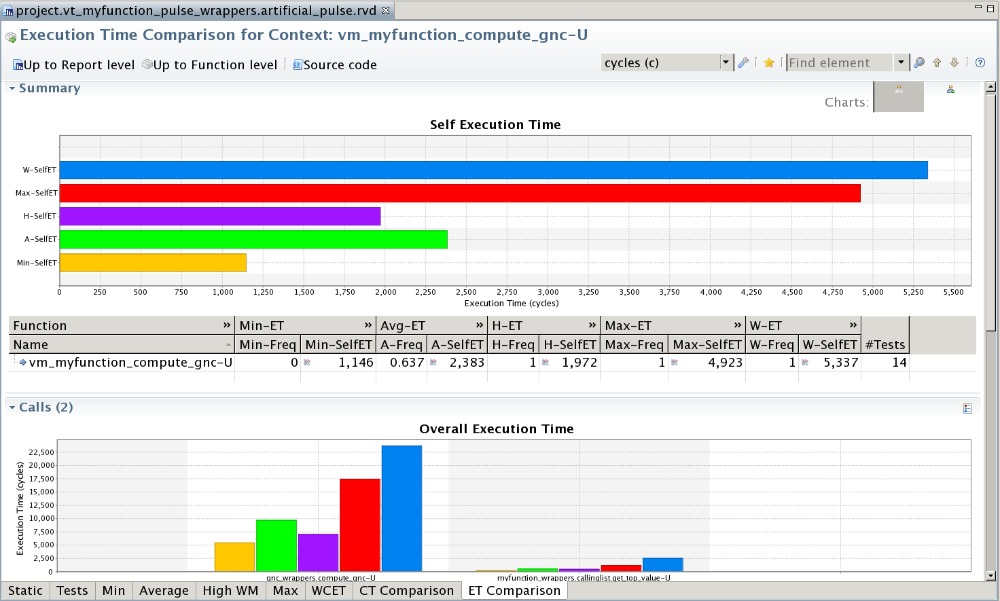 project.vt_myfunction_pulse_wrappers.artificial_pulse.rvd
Execution Time Comparison for Context: vm_myfunction_compute_gnc-U
Up to Report level Up to Function level Source code cycles (c) Find element
Summary
Charts:
Self Execution Time
W-SelfET
Max-SelfET
H-SelfET
A-SelfET
Min-SelfET
0 250 500 750 1,000 1,250 1,500 1,750 2,000 2,250 2,500 2,750 3,000 3,250 3,500 3,750 4,000 4,250 4,500 4,750 5,000 5,250 5,500
Execution Time (cycles)
Function » Min-ET » Avg-ET » H-ET » Max-ET » W-ET »
Name Min-Freq Min-SelfET A-Freq A-SelfET H-Freq H-SelfET Max-Freq Max-SelfET W-Freq W-SelfET #Tests
vm_myfunction_compute_gnc-U 0 1,146 0.637 2,383 1 1,972 1 4,923 1 5,337 14
Calls (2)
Overall Execution Time
Execution Time (cycles)
22,500
20,000
17,500
15,000
12,500
10,000
7,500
5,000
2,500
0
gnc_wrappers.compute_gnc-U myfunction_wrappers.callinglist.get_top_value-U
Static Tests Min Average High WM Max WCET CT Comparison ET Comparison